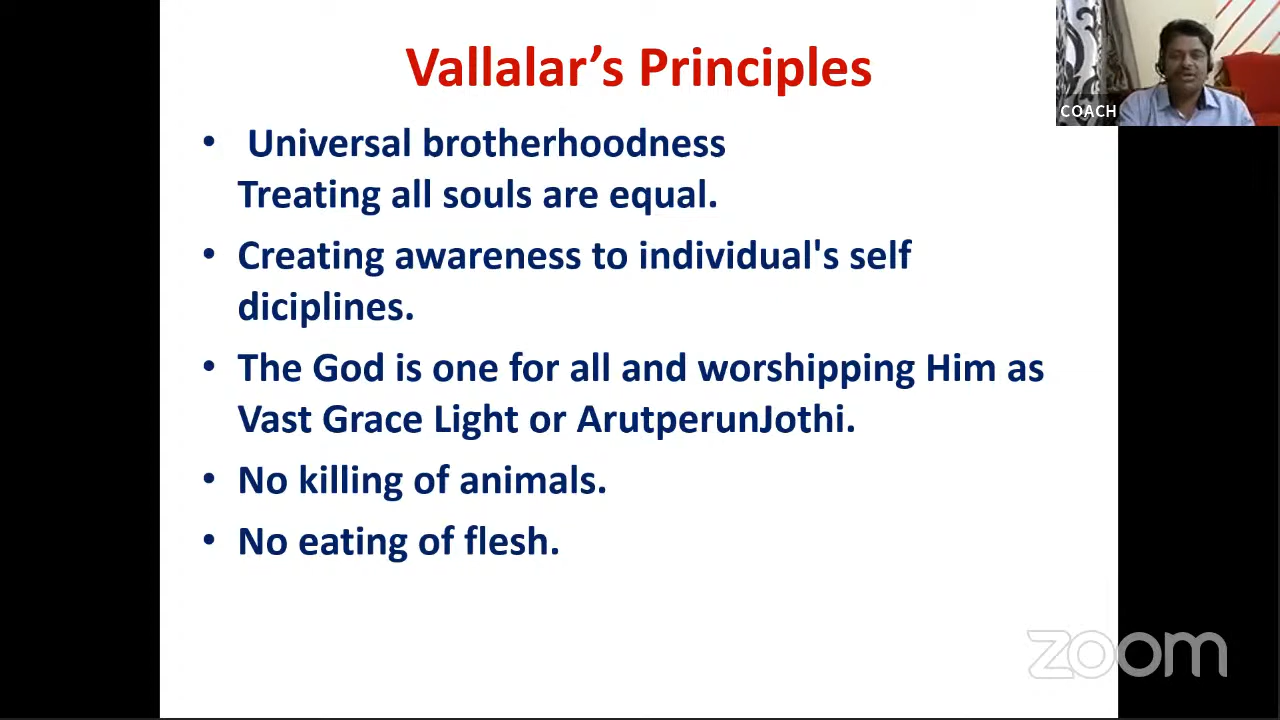 Vallalar’s Principles
COACH
• Universal brotherhoodness
Treating all souls are equal.
• Creating awareness to individual's self
diciplines.
• The God is one for all and worshipping Him as
Vast Grace Light or ArutperunJothi.
• No killing of animals.
• No eating of flesh.
zoom